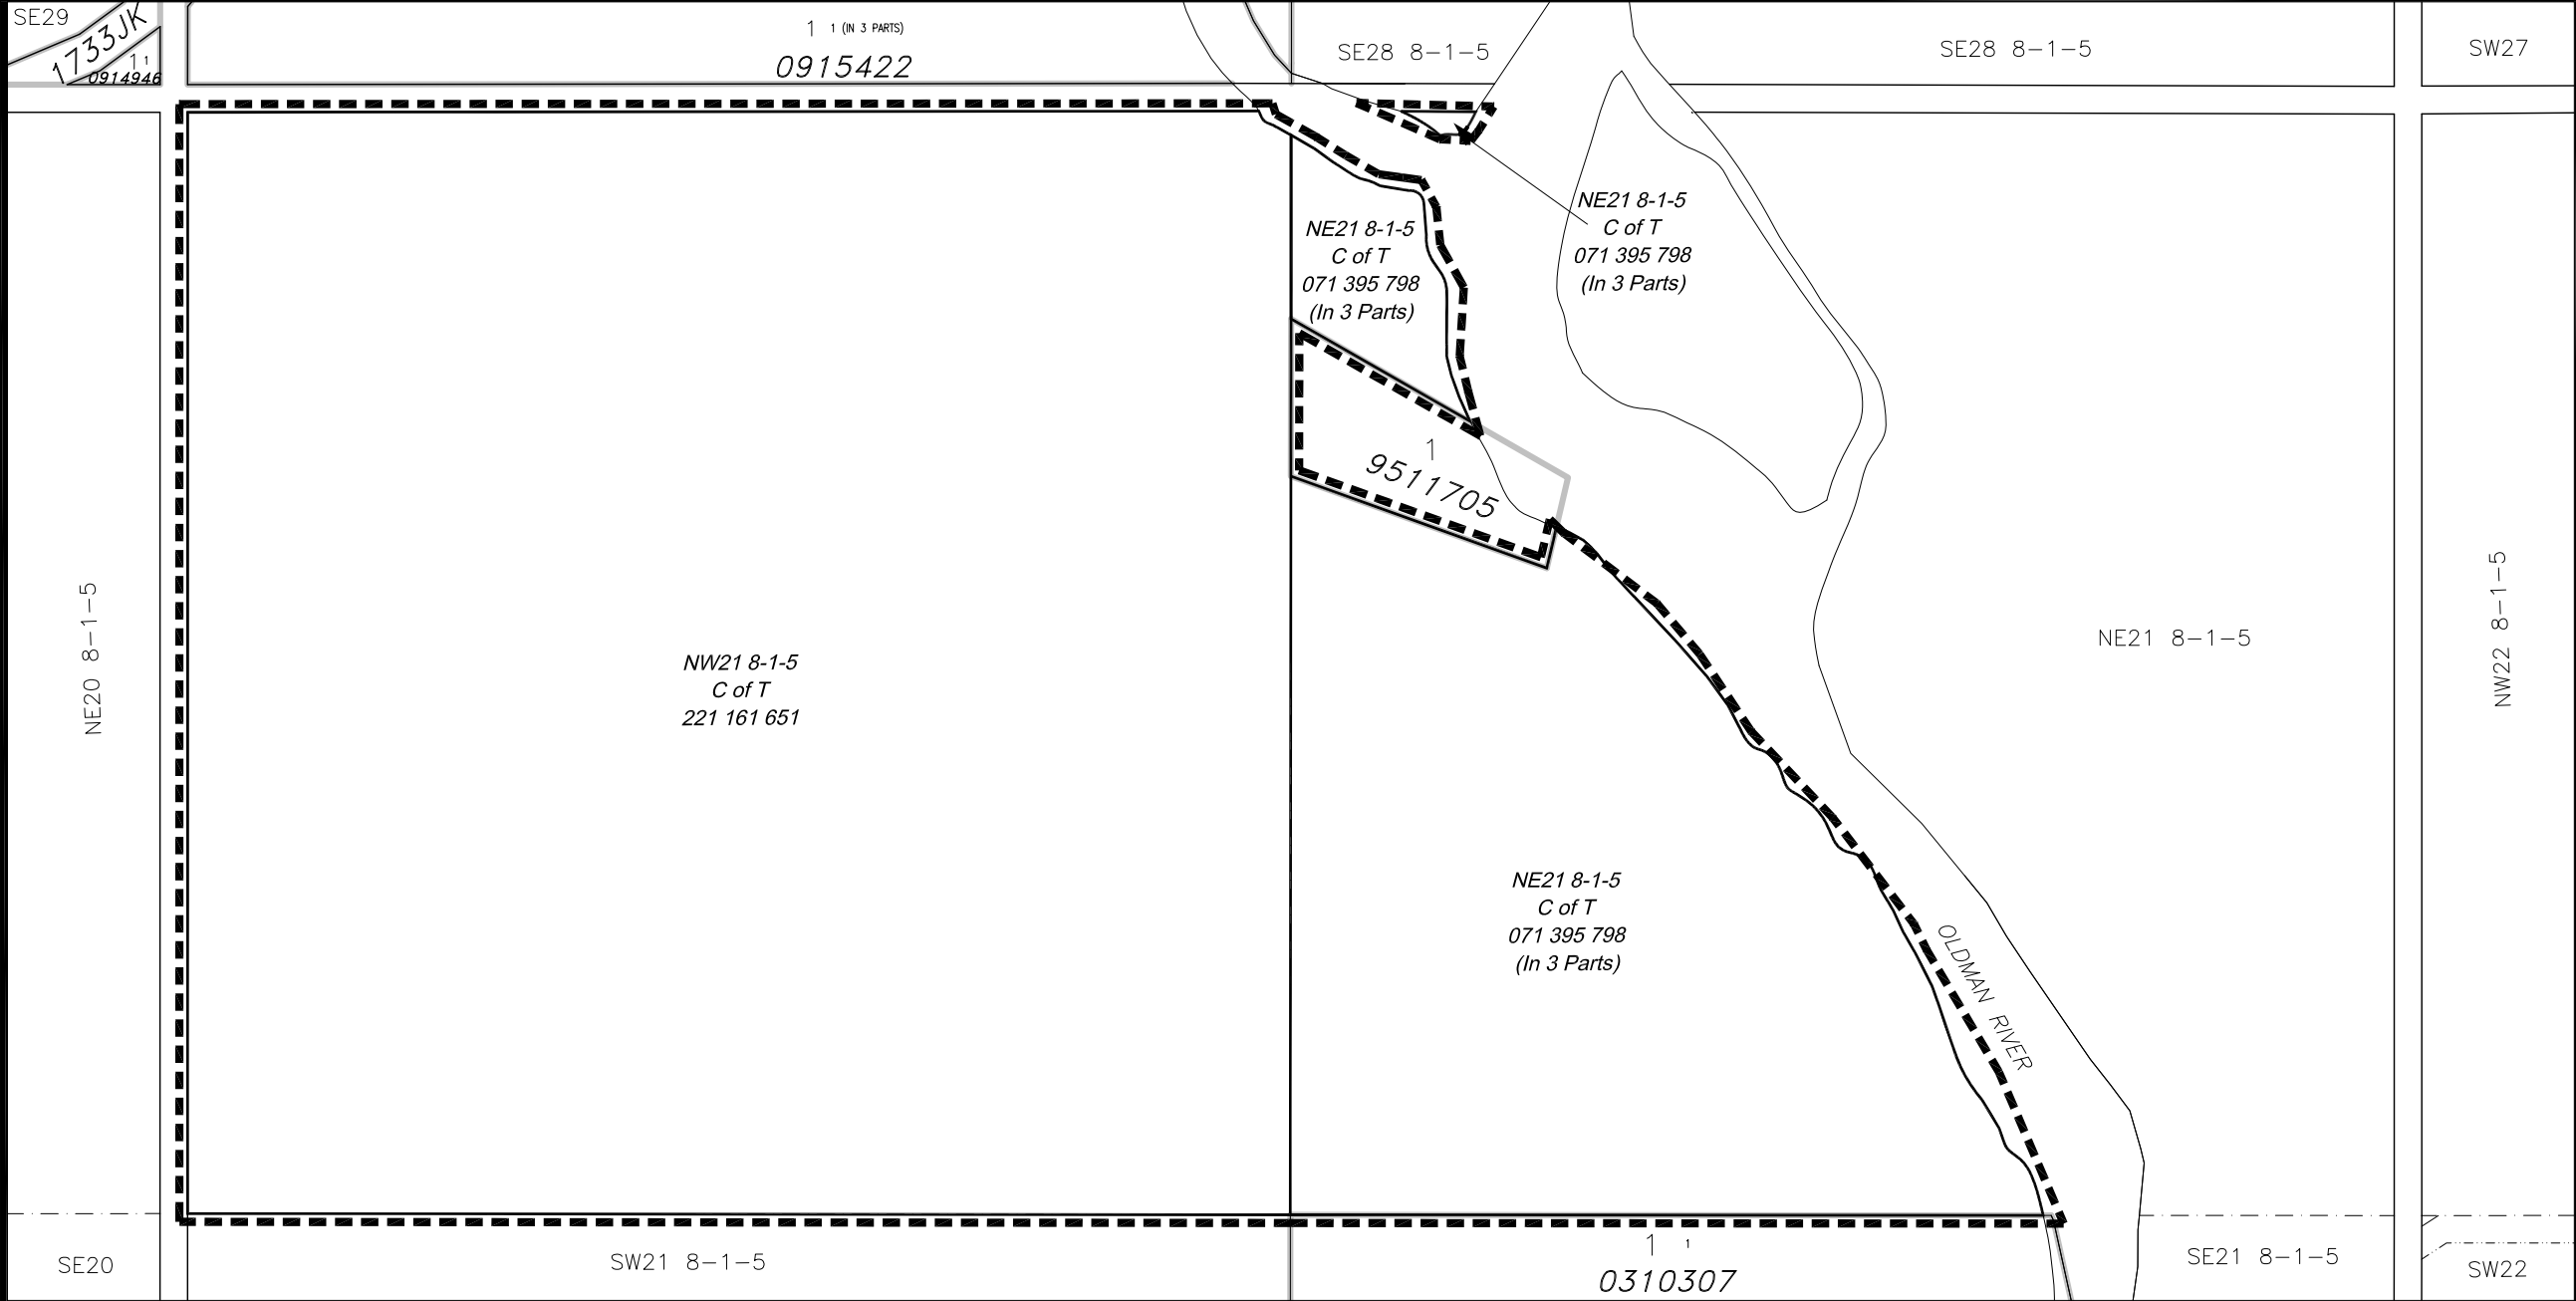 SE29
1733JK
1 1
0914946
1 1 (IN 3 PARTS)
0915422
SE28 8-1-5
SE28 8-1-5
SW27
NE21 8-1-5
C of T
071 395 798
(In 3 Parts)
NE21 8-1-5
C of T
071 395 798
(In 3 Parts)
1
9511705
NE20 8-1-5
NW21 8-1-5
C of T
221 161 651
NE21 8-1-5
NW22 8-1-5
NE21 8-1-5
C of T
071 395 798
(In 3 Parts)
OLDMAN RIVER
SE20
SW21 8-1-5
1 1
0310307
SE21 8-1-5
SW22